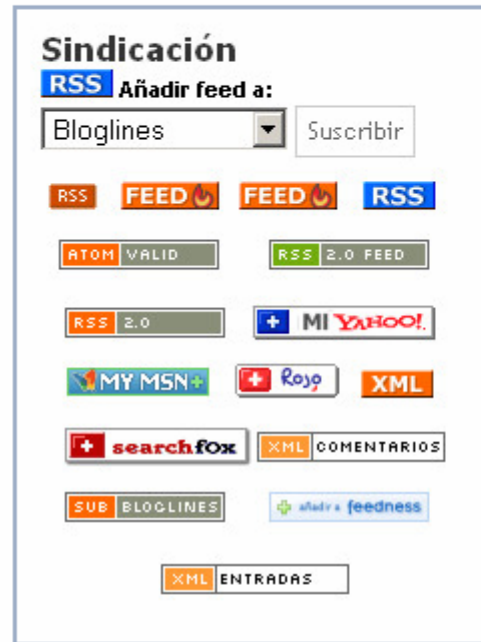 Sindicación
RSS Añadir feed a:
Bloglines Suscribir
RSS FEED FEED RSS
ATOM VALID RSS 2.0 FEED
RSS 2.0 MI YAHOO!
MY MSN Rojo XML
searchfox XML COMENTARIOS
SUB BLOGLINES añadir a feedness
XML ENTRADAS